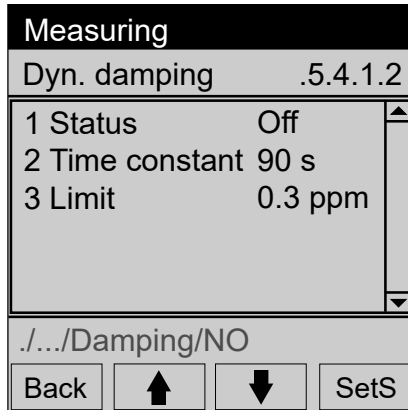 Measuring
Dyn. damping .5.4.1.2
1 Status Off
2 Time constant 90 s
3 Limit 0.3 ppm
./.../Damping/NO
Back SetS